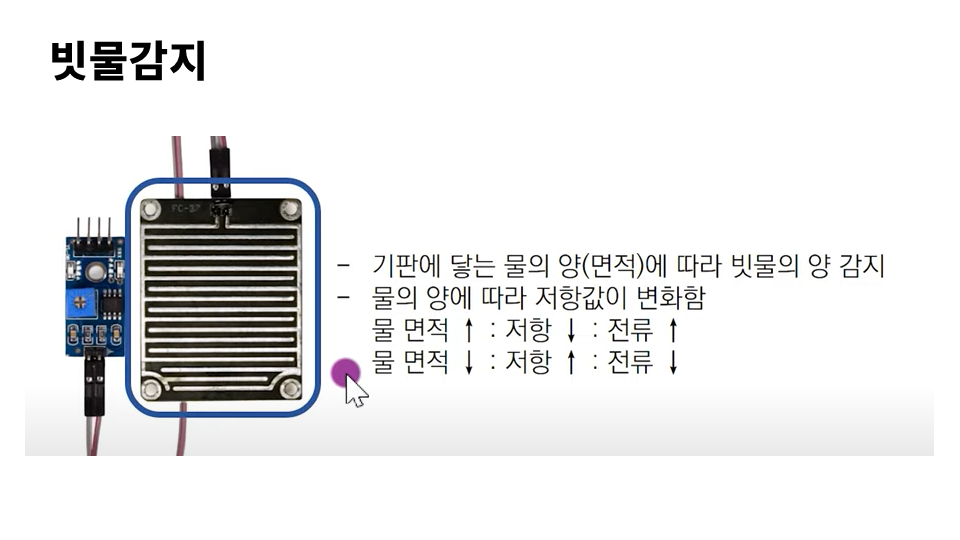 빗물감지
FC-37
- 기판에 닿는 물의 양(면적)에 따라 빗물의 양 감지
- 물의 양에 따라 저항값이 변화함
물 면적 ↑ : 저항 ↓ : 전류 ↑
물 면적 ↓ : 저항 ↑ : 전류 ↓